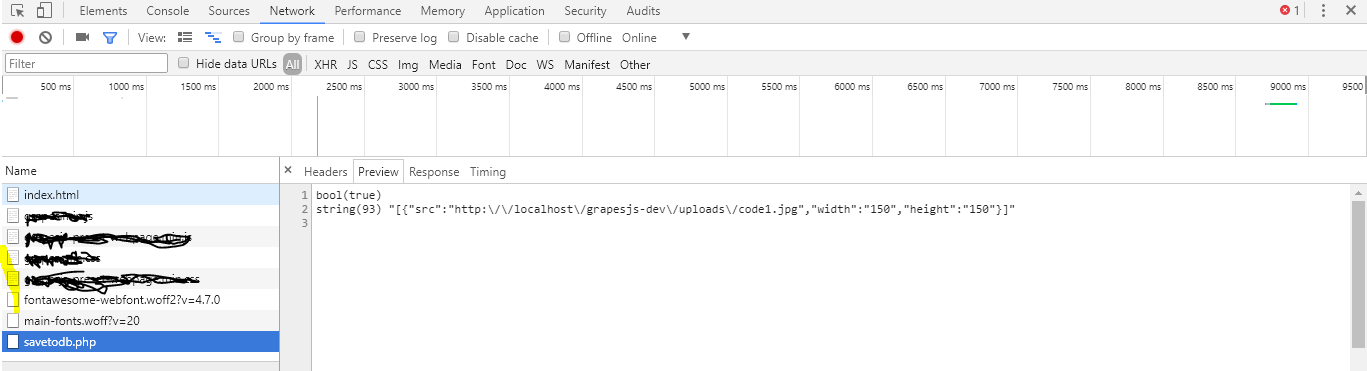 Elements Console Sources Network Performance Memory Application Security Audits 1
View: Group by frame Preserve log Disable cache Offline Online
Filter Hide data URLs All XHR JS CSS Img Media Font Doc WS Manifest Other
500 ms 1000 ms 1500 ms 2000 ms 2500 ms 3000 ms 3500 ms 4000 ms 4500 ms 5000 ms 5500 ms 6000 ms 6500 ms 7000 ms 7500 ms 8000 ms 8500 ms 9000 ms 9500
Name
index.html
fontawesome-webfont.woff2?v=4.7.0
main-fonts.woff?v=20
savetodb.php
× Headers Preview Response Timing
1 bool(true)
2 string(93) "[{"src":"http:\/\/localhost\/grapesjs-dev\/uploads\/code1.jpg","width":"150","height":"150"}]"
3